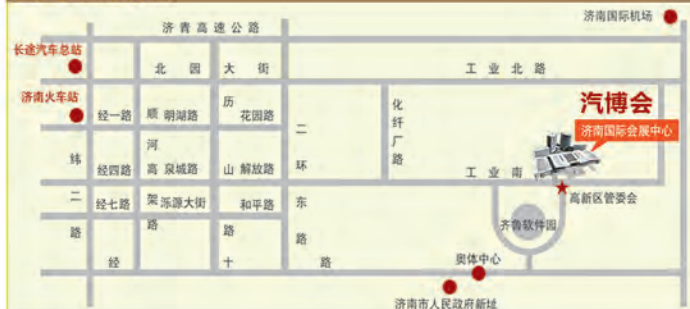 济南国际机场
济青高速公路
长途汽车总站
北园大街
工业北路
济南火车站
汽博会
济南国际会展中心
经一路
顺河高架路
明湖路
历山路
花园路
二环东路
化纤厂路
纬二路
经四路
泉城路
解放路
工业南
高新区管委会
经七路
泺源大街
和平路
齐鲁软件园
经十路
奥体中心
济南市人民政府新址